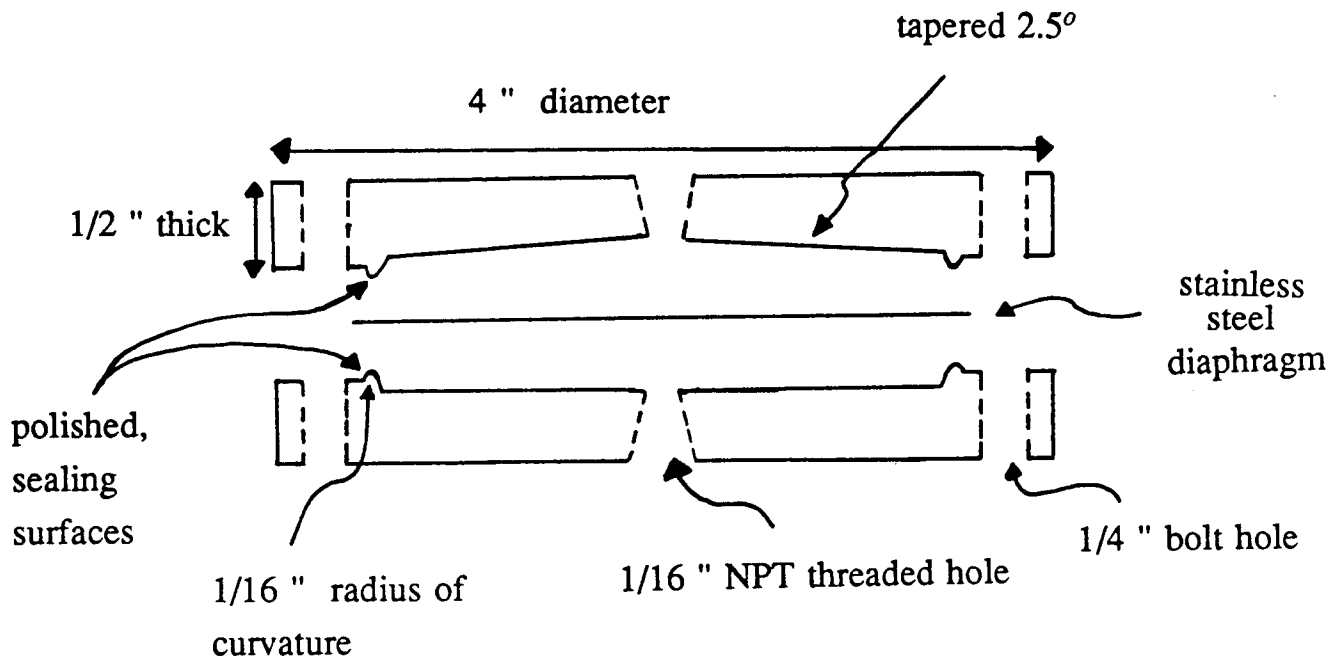 tapered 2.5°
4 " diameter
1/2 " thick
stainless
steel
diaphragm
polished,
sealing
surfaces
1/16 " radius of
curvature
1/16 " NPT threaded hole
1/4 " bolt hole